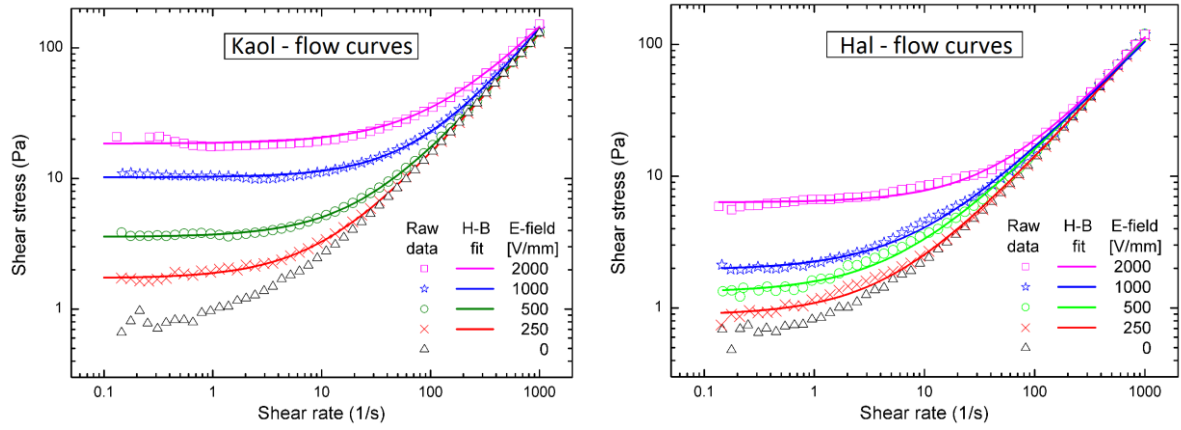 Kaol - flow curves
Shear stress (Pa)
100
10
1
Raw data
H-B fit
E-field [V/mm]
2000
1000
500
250
0
0.1 1 10 100 1000
Shear rate (1/s)
Hal - flow curves
Shear stress (Pa)
100
10
1
Raw data
H-B fit
E-field [V/mm]
2000
1000
500
250
0
0.1 1 10 100 1000
Shear rate (1/s)